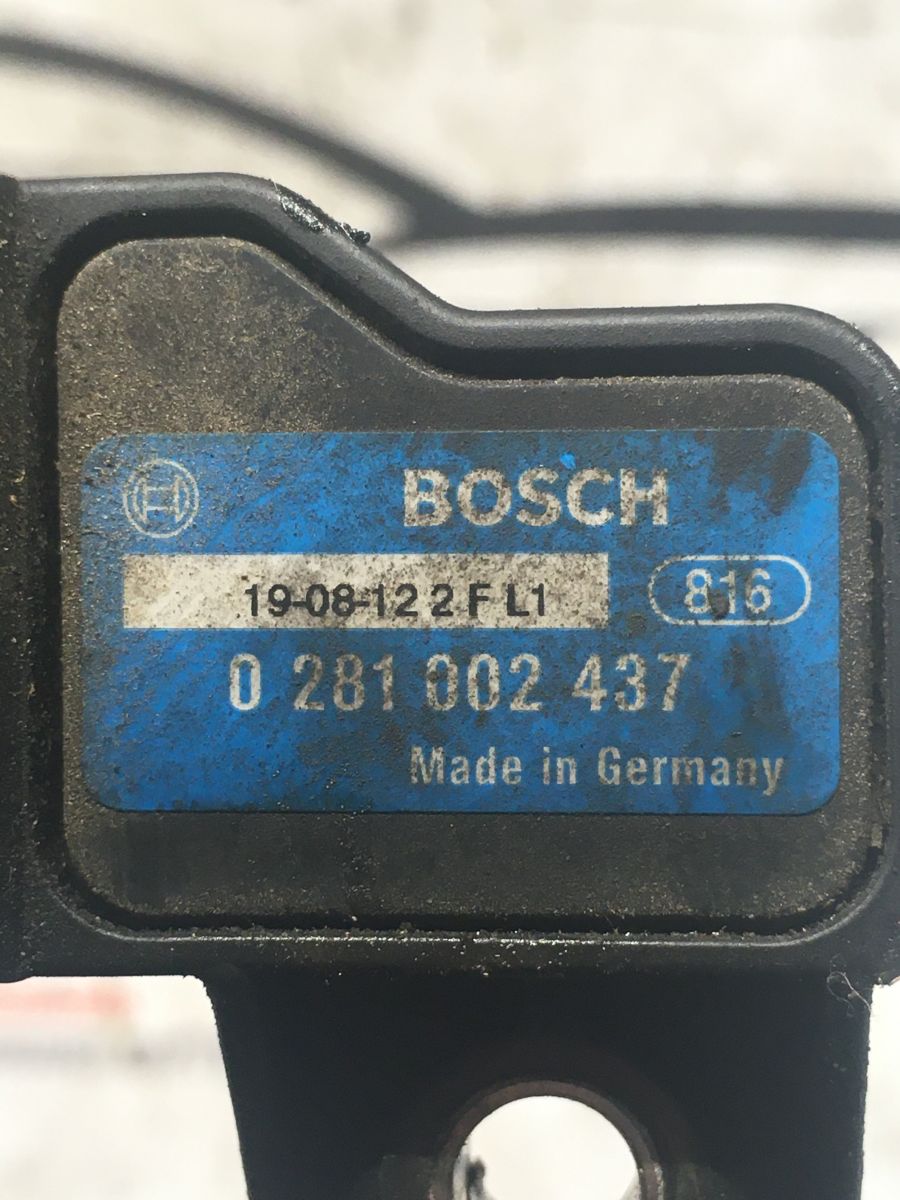 BOSCH
19-08-12 2 F L1
816
0 281 002 437
Made in Germany